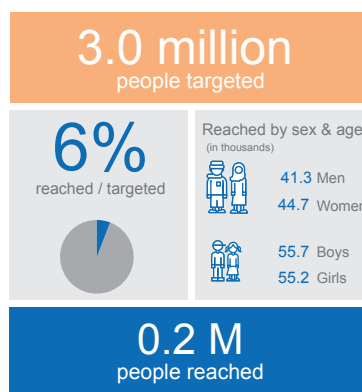 3.0 million
people targeted
6%
reached / targeted
Reached by sex & age
(in thousands)
41.3 Men
44.7 Women
55.7 Boys
55.2 Girls
0.2 M
people reached